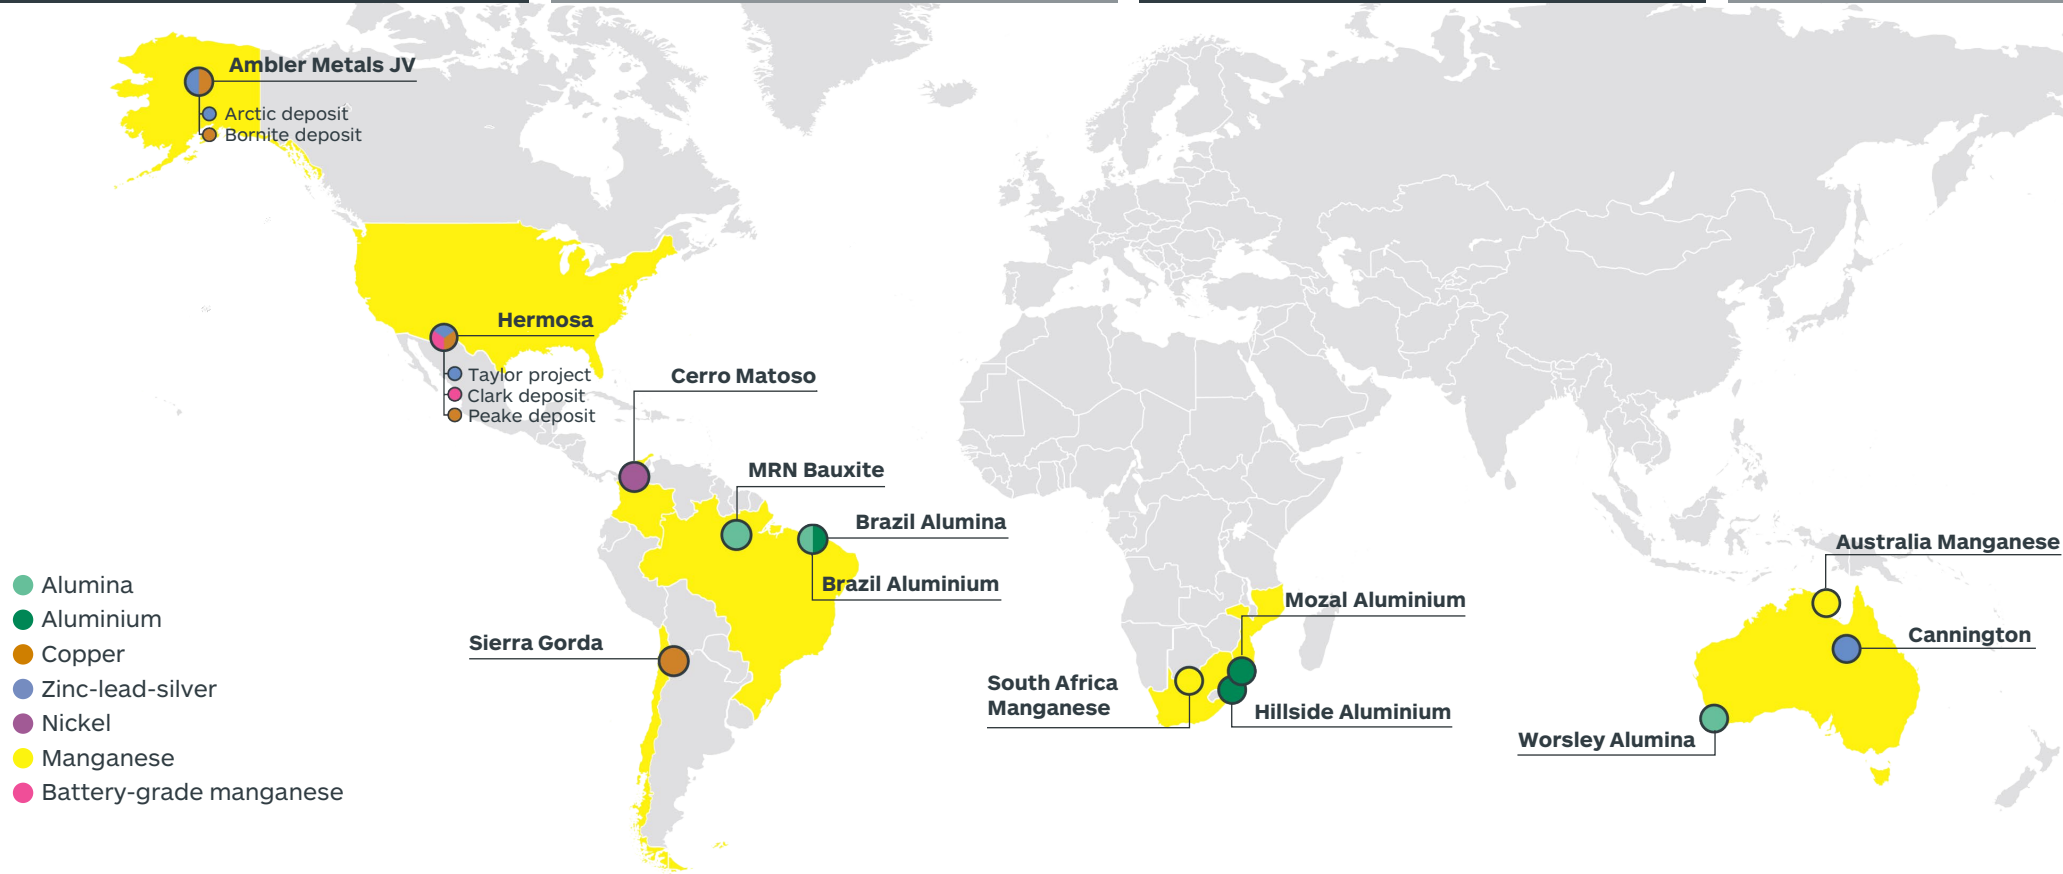 Ambler Metals JV
Arctic deposit
Bornite deposit
Hermosa
Taylor project
Clark deposit
Peake deposit
Cerro Matoso
MRN Bauxite
Brazil Alumina
Brazil Aluminium
Sierra Gorda
Mozal Aluminium
South Africa
Manganese
Hillside Aluminium
Australia Manganese
Cannington
Worsley Alumina
Alumina
Aluminium
Copper
Zinc-lead-silver
Nickel
Manganese
Battery-grade manganese